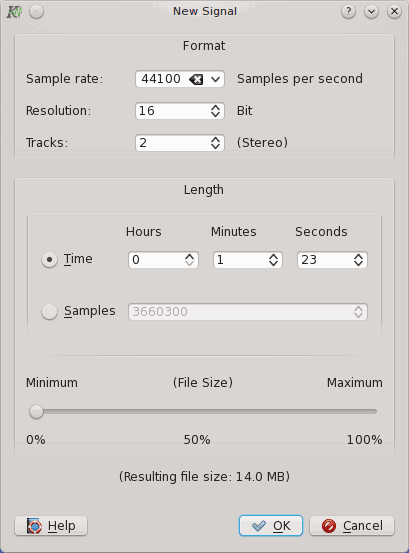 New Signal
Format
Sample rate: 44100 Samples per second
Resolution: 16 Bit
Tracks: 2 (Stereo)
Length
Hours Minutes Seconds
Time 0 1 23
Samples 3660300
Minimum (File Size) Maximum
0% 50% 100%
(Resulting file size: 14.0 MB)
Help OK Cancel